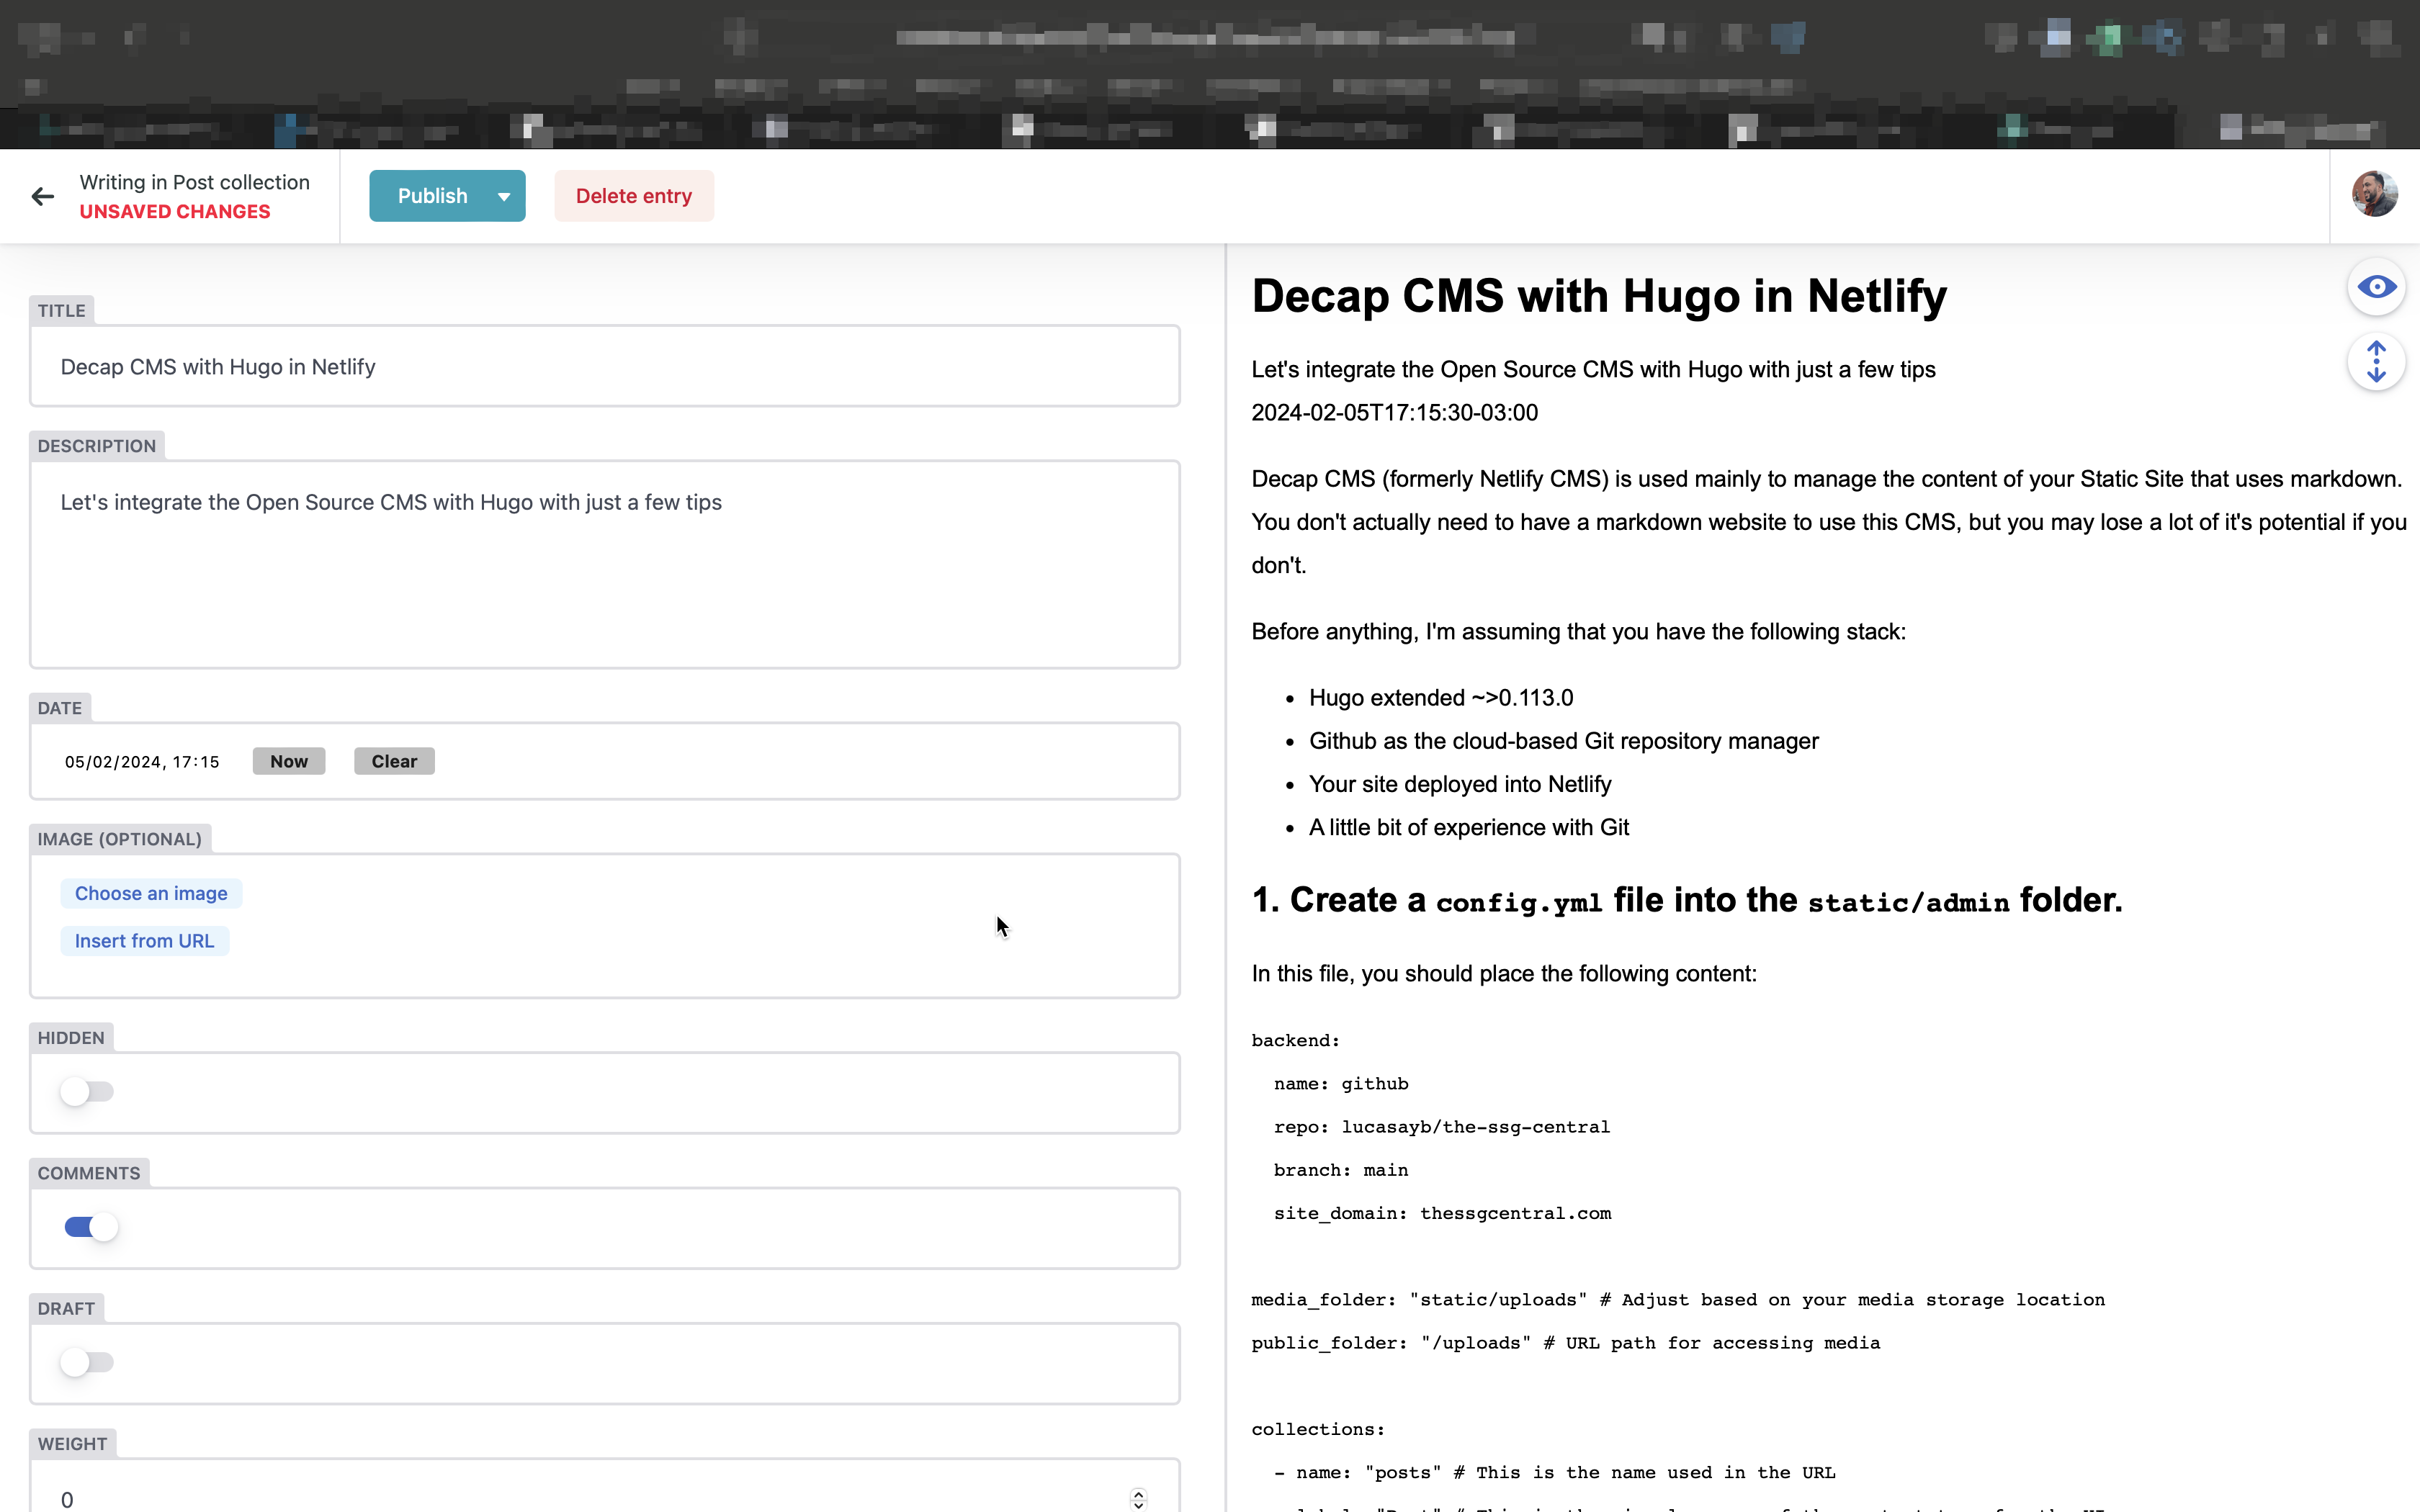 Writing in Post collection
UNSAVED CHANGES
Publish
Delete entry
TITLE
Decap CMS with Hugo in Netlify
DESCRIPTION
Let's integrate the Open Source CMS with Hugo with just a few tips
DATE
05/02/2024, 17:15
Now
Clear
IMAGE (OPTIONAL)
Choose an image
Insert from URL
HIDDEN
COMMENTS
DRAFT
WEIGHT
0
Decap CMS with Hugo in Netlify
Let's integrate the Open Source CMS with Hugo with just a few tips
2024-02-05T17:15:30-03:00
Decap CMS (formerly Netlify CMS) is used mainly to manage the content of your Static Site that uses markdown.
You don't actually need to have a markdown website to use this CMS, but you may lose a lot of it's potential if you
don't.
Before anything, I'm assuming that you have the following stack:
• Hugo extended ~>0.113.0
• Github as the cloud-based Git repository manager
• Your site deployed into Netlify
• A little bit of experience with Git
1. Create a config.yml file into the static/admin folder.
In this file, you should place the following content:
backend:
  name: github
  repo: lucasayb/the-ssg-central
  branch: main
  site_domain: thessgcentral.com
media_folder: "static/uploads" # Adjust based on your media storage location
public_folder: "/uploads" # URL path for accessing media
collections:
  - name: "posts" # This is the name used in the URL